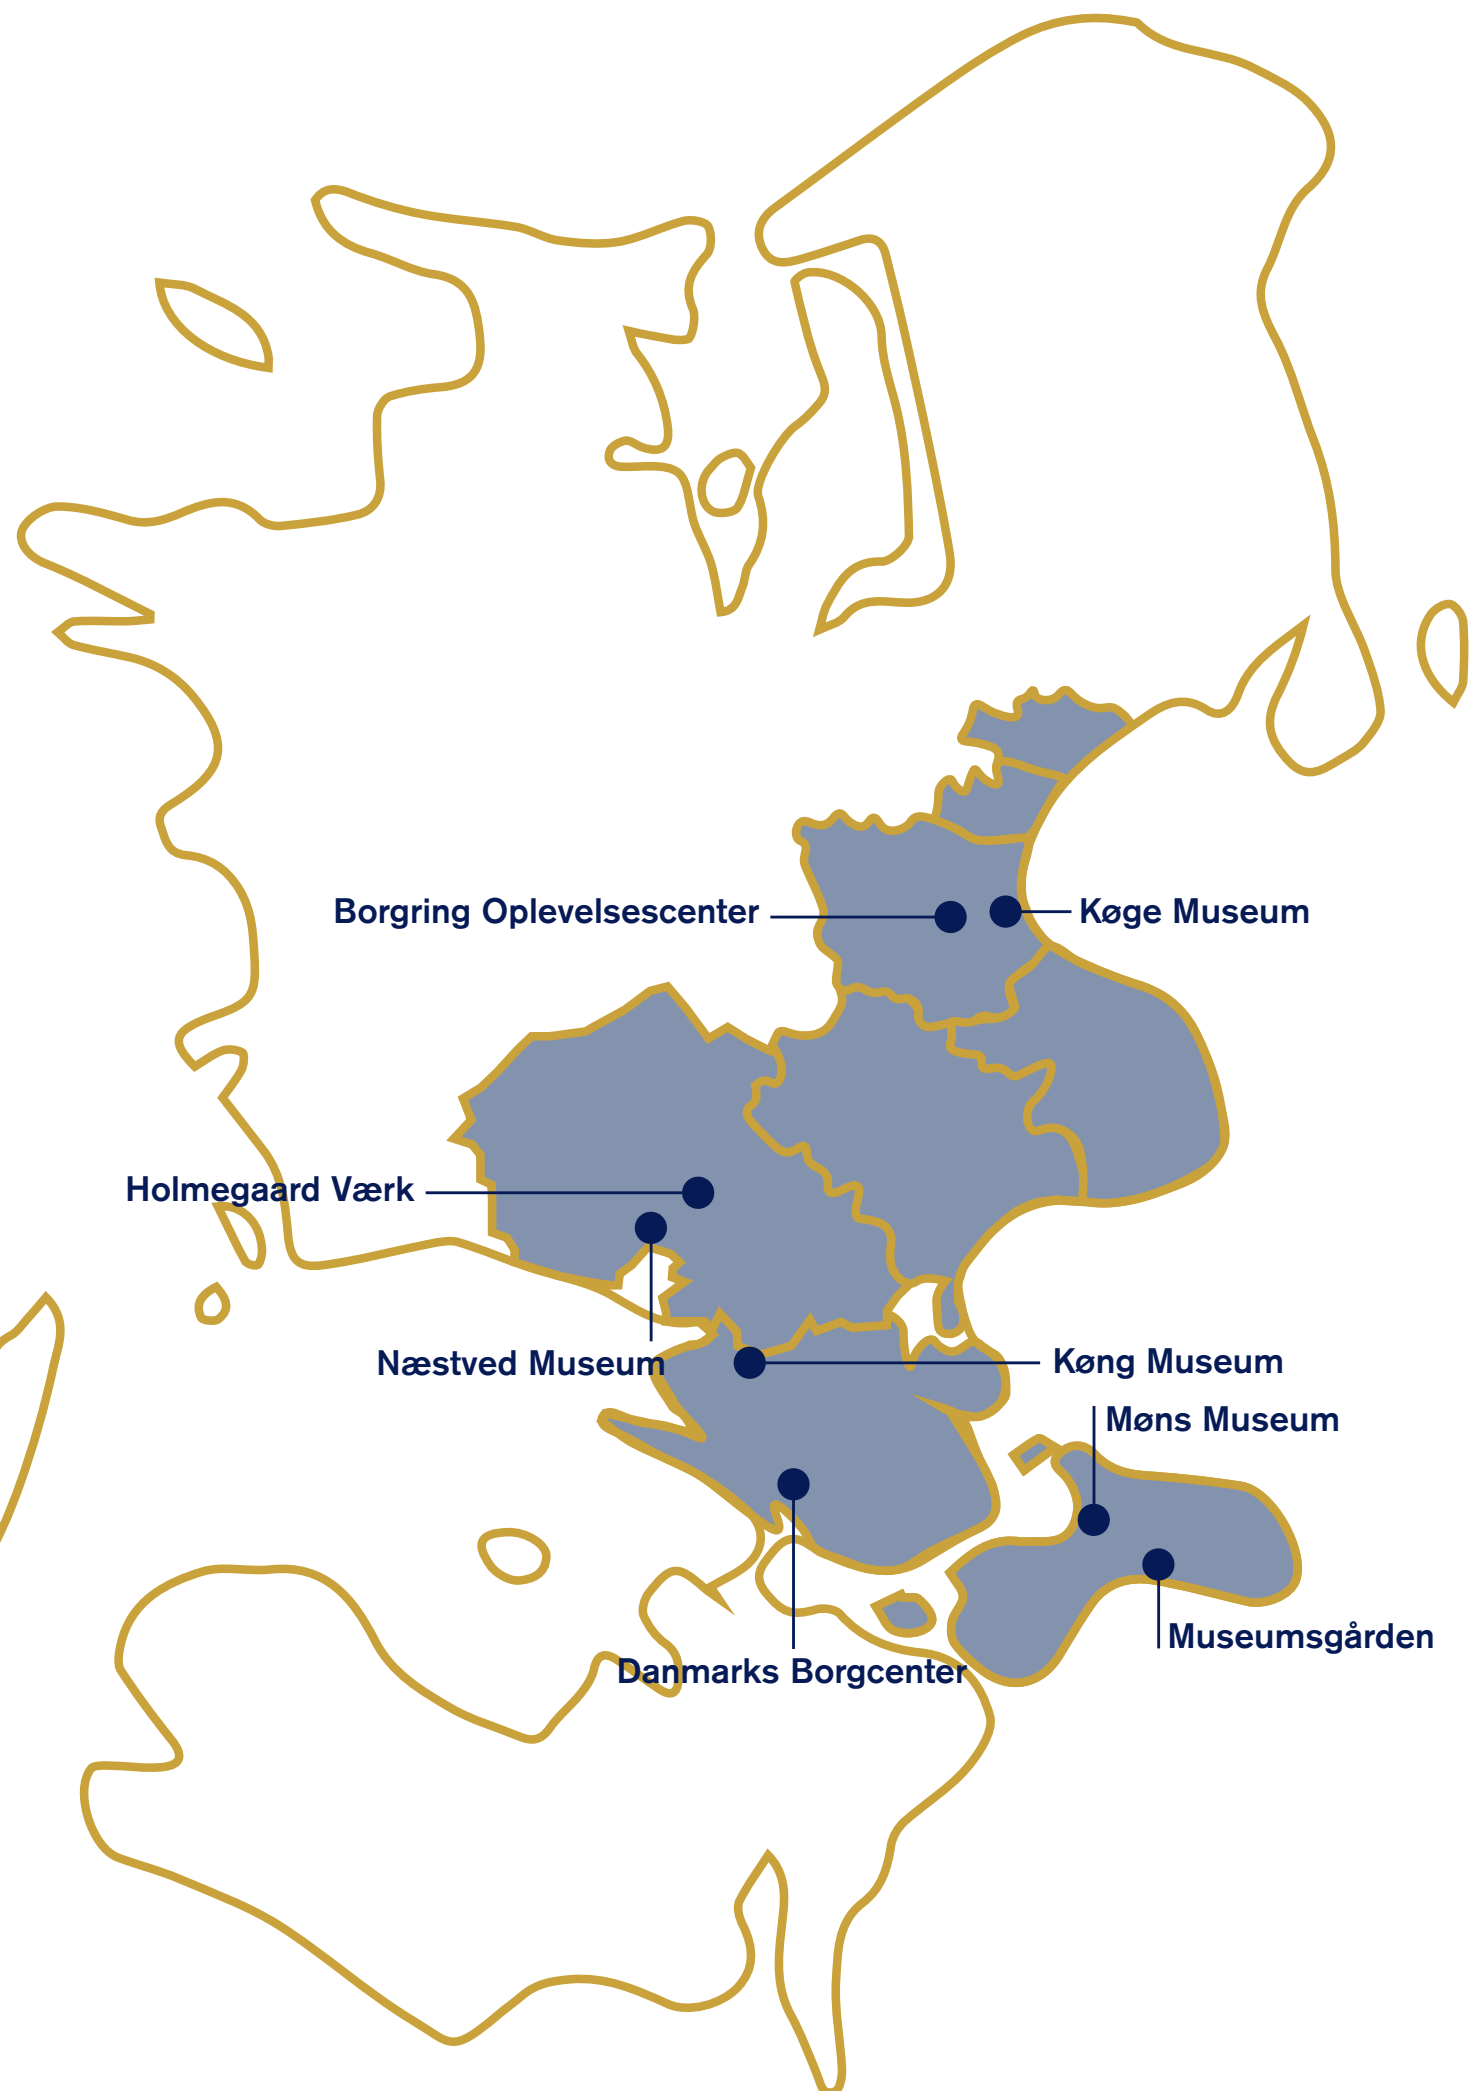 Borgring Oplevelsescenter
Køge Museum
Holmegaard Værk
Næstved Museum
Køng Museum
Møns Museum
Museumsgården
Danmarks Borgcenter